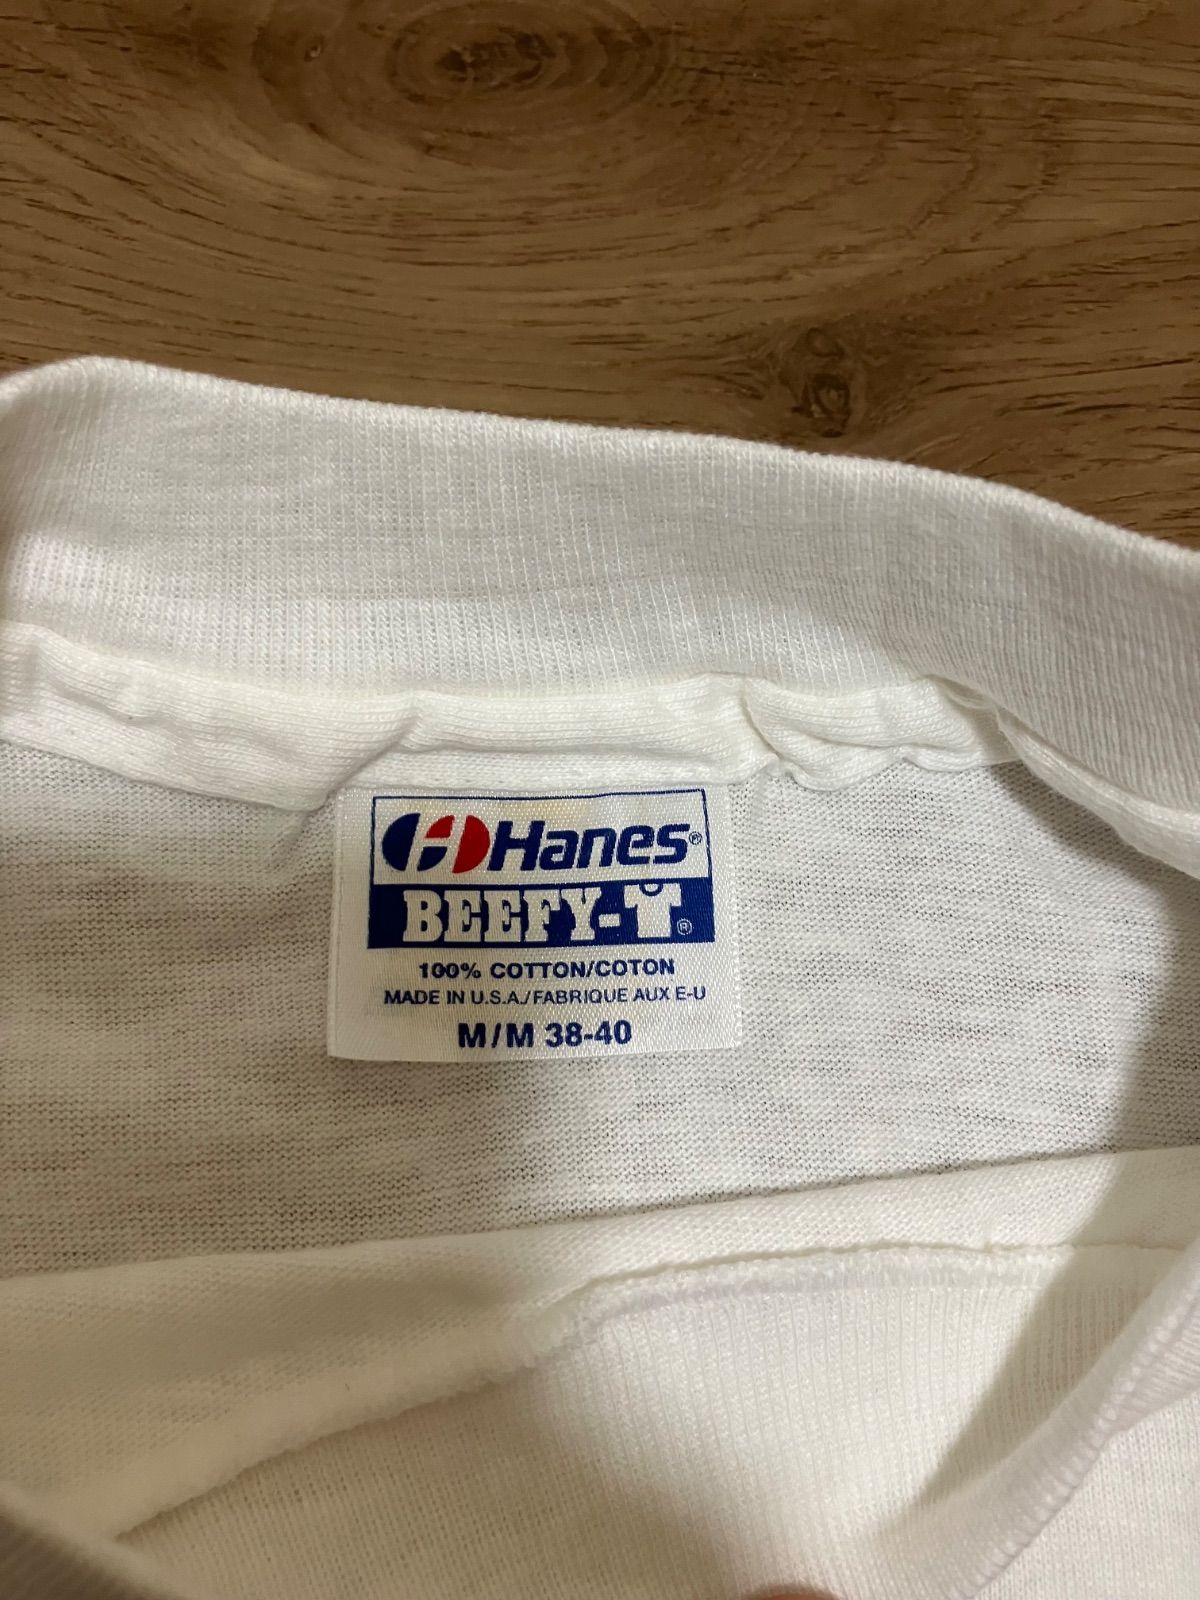 Hanes®
BEEFY-T®
100% COTTON/COTON
MADE IN U.S.A./FABRIQUE AUX E-U
M/M 38-40